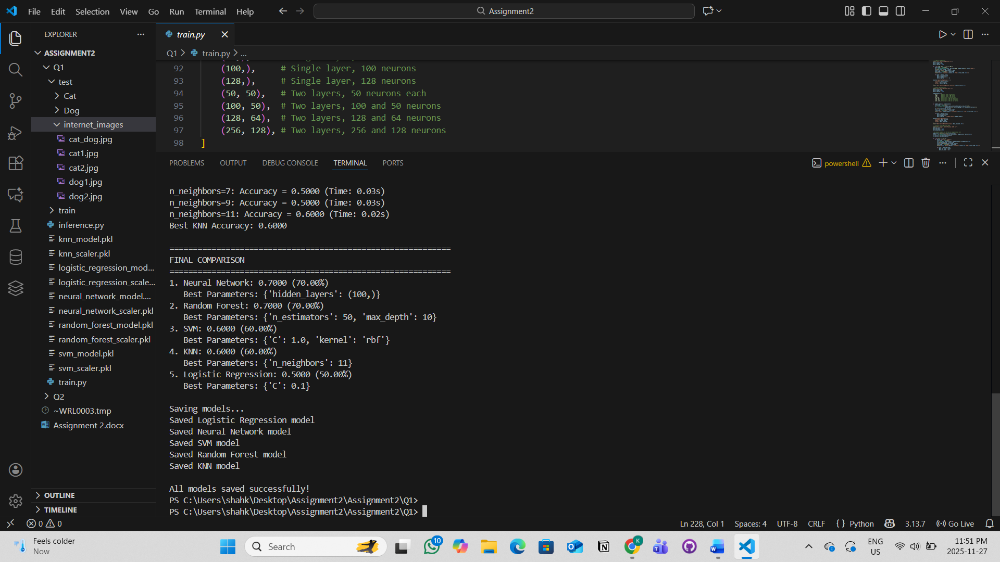 File Edit Selection View Go Run Terminal Help
Assignment2
EXPLORER
ASSIGNMENT2
Q1
test
Cat
Dog
internet_images
cat_dog.jpg
cat1.jpg
cat2.jpg
dog1.jpg
dog2.jpg
train
inference.py
knn_model.pkl
knn_scaler.pkl
logistic_regression_mod...
logistic_regression_scale...
neural_network_model....
neural_network_scaler.pkl
random_forest_model.pkl
random_forest_scaler.pkl
svm_model.pkl
svm_scaler.pkl
train.py
Q2
~WRL0003.tmp
Assignment 2.docx
OUTLINE
TIMELINE
train.py
Q1 > train.py > ...
92 (100,), # Single layer, 100 neurons
93 (128,), # Single layer, 128 neurons
94 (50, 50), # Two layers, 50 neurons each
95 (100, 50), # Two layers, 100 and 50 neurons
96 (128, 64), # Two layers, 128 and 64 neurons
97 (256, 128), # Two layers, 256 and 128 neurons
98 ]
PROBLEMS OUTPUT DEBUG CONSOLE TERMINAL PORTS
powershell
n_neighbors=7: Accuracy = 0.5000 (Time: 0.03s)
n_neighbors=9: Accuracy = 0.5000 (Time: 0.03s)
n_neighbors=11: Accuracy = 0.6000 (Time: 0.02s)
Best KNN Accuracy: 0.6000
============================================================
FINAL COMPARISON
============================================================
1. Neural Network: 0.7000 (70.00%)
Best Parameters: {'hidden_layers': (100,)}
2. Random Forest: 0.7000 (70.00%)
Best Parameters: {'n_estimators': 50, 'max_depth': 10}
3. SVM: 0.6000 (60.00%)
Best Parameters: {'C': 1.0, 'kernel': 'rbf'}
4. KNN: 0.6000 (60.00%)
Best Parameters: {'n_neighbors': 11}
5. Logistic Regression: 0.5000 (50.00%)
Best Parameters: {'C': 0.1}
Saving models...
Saved Logistic Regression model
Saved Neural Network model
Saved SVM model
Saved Random Forest model
Saved KNN model
All models saved successfully!
PS C:\Users\shahk\Desktop\Assignment2\Assignment2\Q1>
PS C:\Users\shahk\Desktop\Assignment2\Assignment2\Q1>
0 0
Ln 228, Col 1 Spaces: 4 UTF-8 CRLF {} Python 3.13.7 Go Live
Feels colder
Now
Search
10
K
ENG
US
11:51 PM
2025-11-27